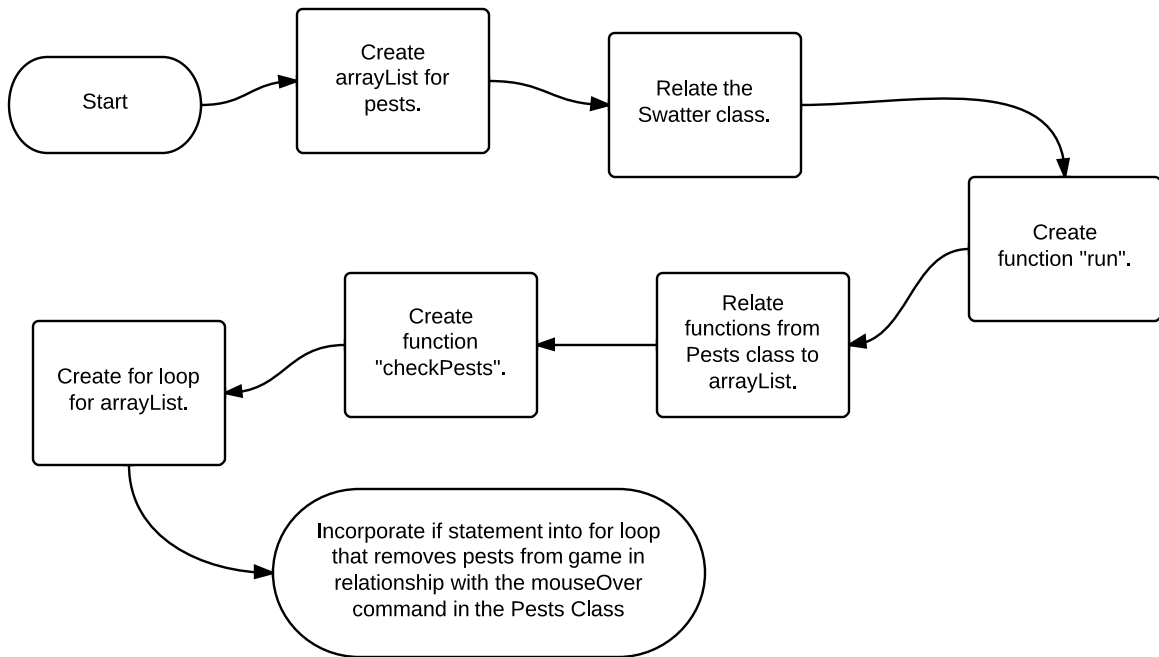 Start
Create
arrayList for
pests.
Relate the
Swatter class.
Create
function "run".
Relate
functions from
Pests class to
arrayList.
Create
function
"checkPests".
Create for loop
for arrayList.
Incorporate if statement into for loop
that removes pests from game in
relationship with the mouseOver
command in the Pests Class